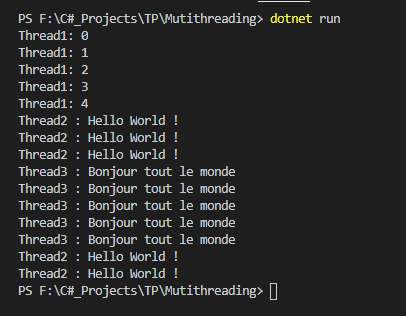 PS F:\C#_Projects\TP\Mutithreading> dotnet run
Thread1: 0
Thread1: 1
Thread1: 2
Thread1: 3
Thread1: 4
Thread2 : Hello World !
Thread2 : Hello World !
Thread2 : Hello World !
Thread3 : Bonjour tout le monde
Thread3 : Bonjour tout le monde
Thread3 : Bonjour tout le monde
Thread3 : Bonjour tout le monde
Thread3 : Bonjour tout le monde
Thread2 : Hello World !
Thread2 : Hello World !
PS F:\C#_Projects\TP\Mutithreading>